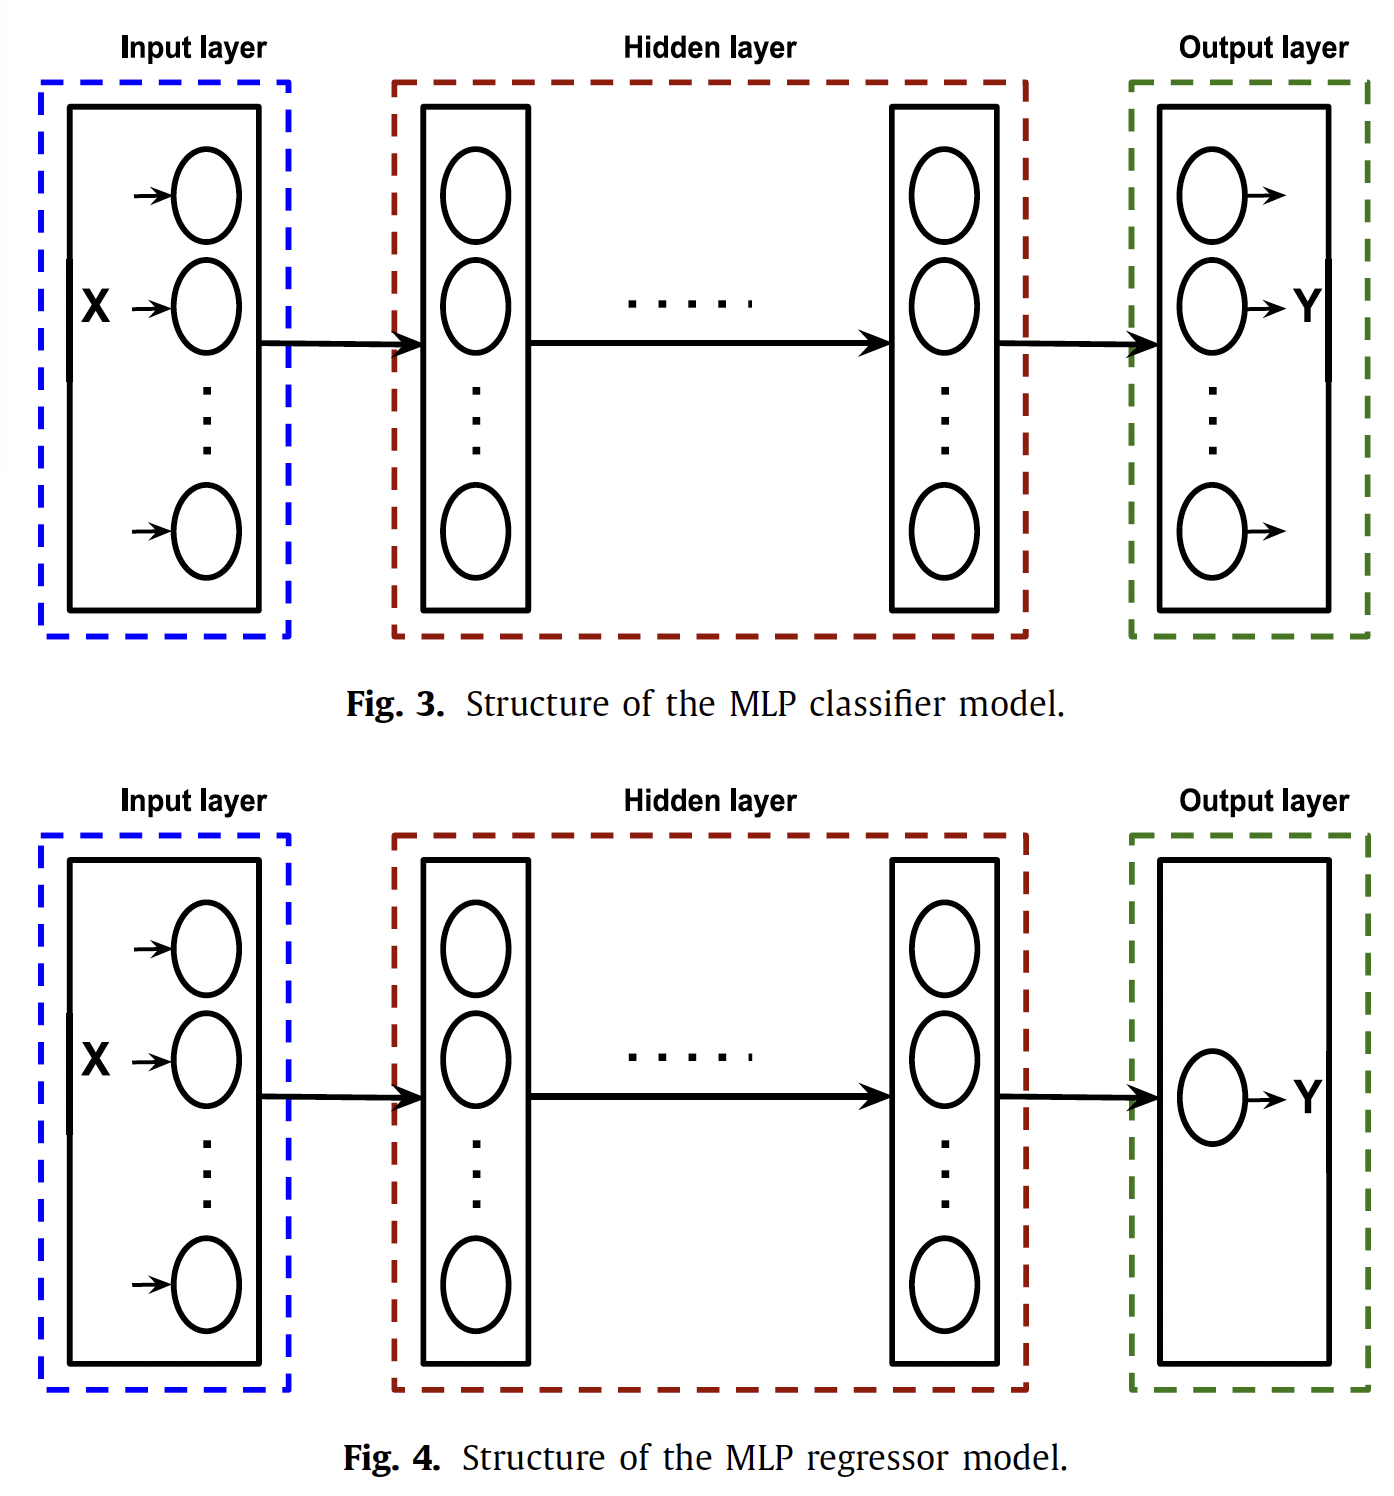 Input layer Hidden layer Output layer
X Y
Fig. 3. Structure of the MLP classifier model.
Input layer Hidden layer Output layer
X Y
Fig. 4. Structure of the MLP regressor model.